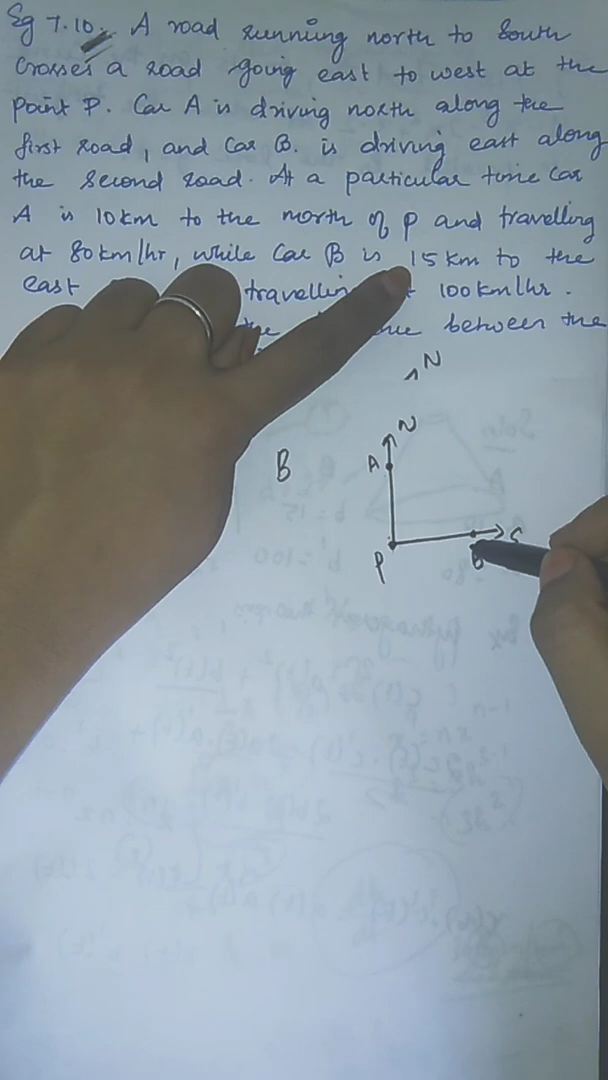 Eg 7.10. A road running north to South
Crosses a road going east to west at the
point P. Car A is driving north along the
first road, and Car B. is driving east along
the second road. At a particular time Car
A is 10km to the north of P and travelling
at 80km/hr, while Car B is 15 km to the
east travelling 100km/hr.
the between the
N
N
A
B
P
B